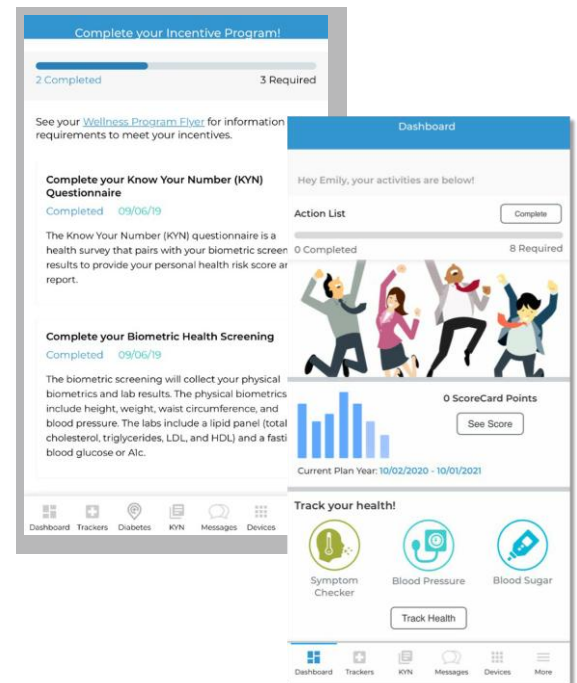 Complete your Incentive Program!
2 Completed 3 Required
See your Wellness Program Flyer for information
requirements to meet your incentives.
Complete your Know Your Number (KYN)
Questionnaire
Completed 09/06/19
The Know Your Number (KYN) questionnaire is a
health survey that pairs with your biometric screen
results to provide your personal health risk score ar
report.
Complete your Biometric Health Screening
Completed 09/06/19
The biometric screening will collect your physical
biometrics and lab results. The physical biometrics
include height, weight, waist circumference, and
blood pressure. The labs include a lipid panel (total
cholesterol, triglycerides, LDL, and HDL) and a fasti
blood glucose or A1c.
Dashboard Trackers Diabetes KYN Messages Devices
Dashboard
Hey Emily, your activities are below!
Action List Complete
0 Completed 8 Required
0 ScoreCard Points
See Score
Current Plan Year: 10/02/2020 - 10/01/2021
Track your health!
Symptom
Checker
Blood Pressure
Blood Sugar
Track Health
Dashboard Trackers KYN Messages Devices More